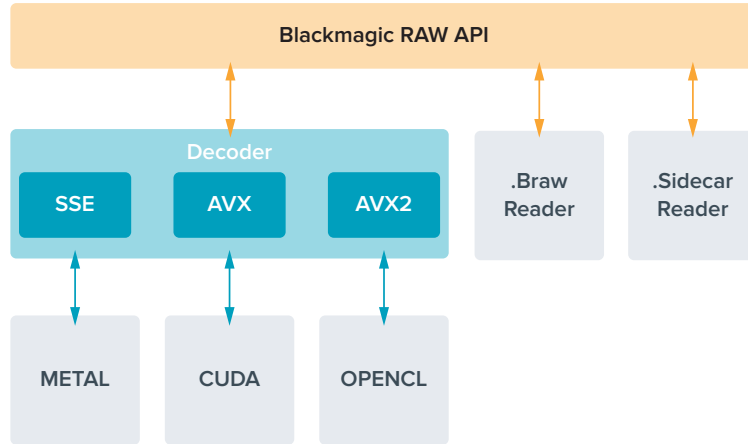 Blackmagic RAW API
Decoder
SSE
AVX
AVX2
.Braw
Reader
.Sidecar
Reader
METAL
CUDA
OPENCL